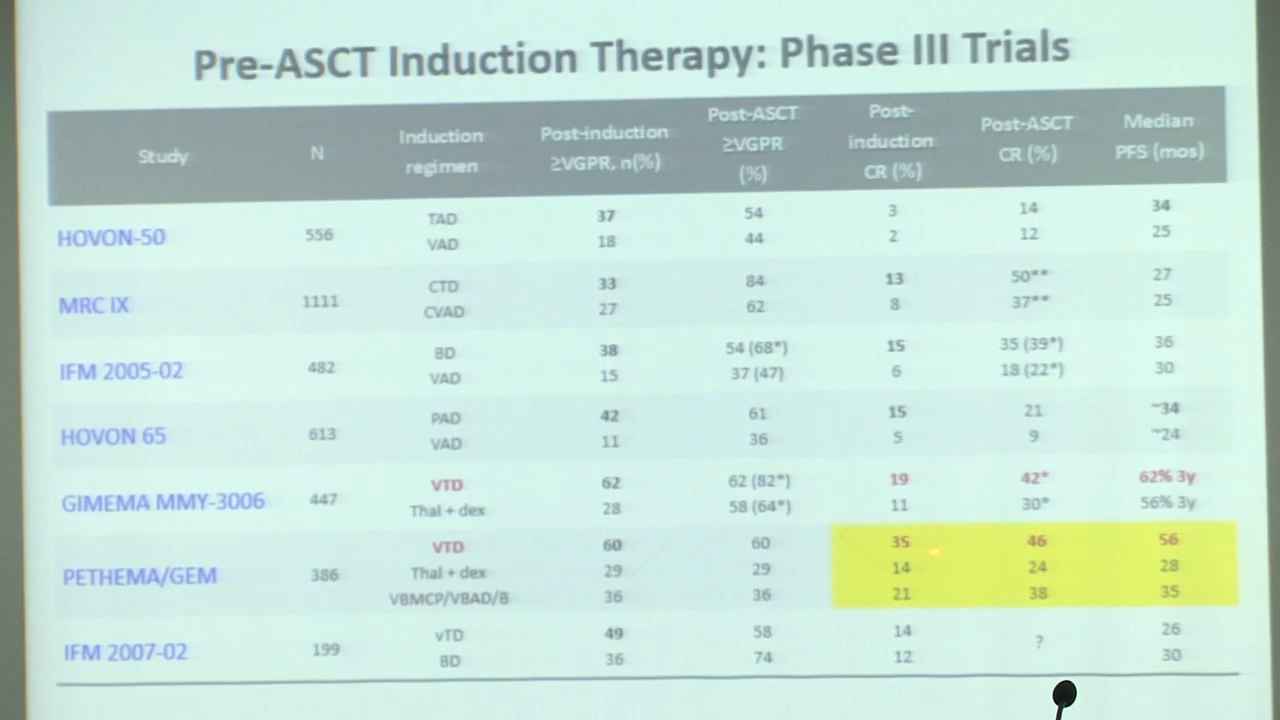 Pre-ASCT Induction Therapy: Phase III Trials
Study N Induction regimen Post-induction ≥VGPR, n(%) Post-ASCT ≥VGPR (%) Post-induction CR (%) Post-ASCT CR (%) Median PFS (mos)
HOVON-50 556 TAD 37 54 3 14 34
VAD 18 44 2 12 25
MRC IX 1111 CTD 33 84 13 50** 27
CVAD 27 62 8 37** 25
IFM 2005-02 482 BD 38 54 (68*) 15 35 (39*) 36
VAD 15 37 (47) 6 18 (22*) 30
HOVON 65 613 PAD 42 61 15 21 ~34
VAD 11 36 5 9 ~24
GIMEMA MMY-3006 447 VTD 62 62 (82*) 19 42* 62% 3y
Thal + dex 28 58 (64*) 11 30* 56% 3y
PETHEMA/GEM 386 VTD 60 60 35 46 56
Thal + dex 29 29 14 24 28
VBMCP/VBAD/B 36 36 21 38 35
IFM 2007-02 199 vTD 49 58 14 ? 26
BD 36 74 12 30